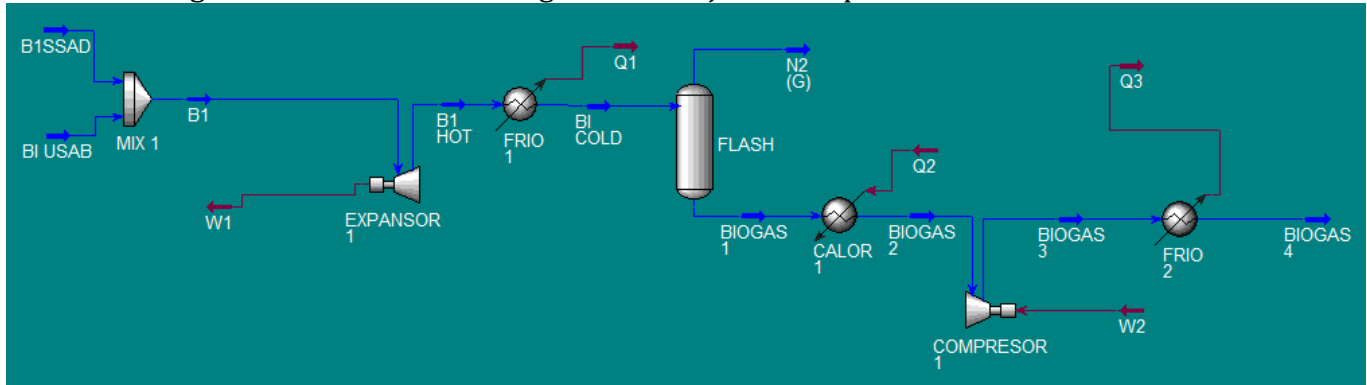 B1SSAD
BI USAB
MIX 1
B1
W1
EXPANSOR
1
B1
HOT
FRIO
1
Q1
BI
COLD
N2
(G)
FLASH
BIOGAS
1
CALOR
1
Q2
BIOGAS
2
COMPRESOR
1
W2
BIOGAS
3
Q3
FRIO
2
BIOGAS
4